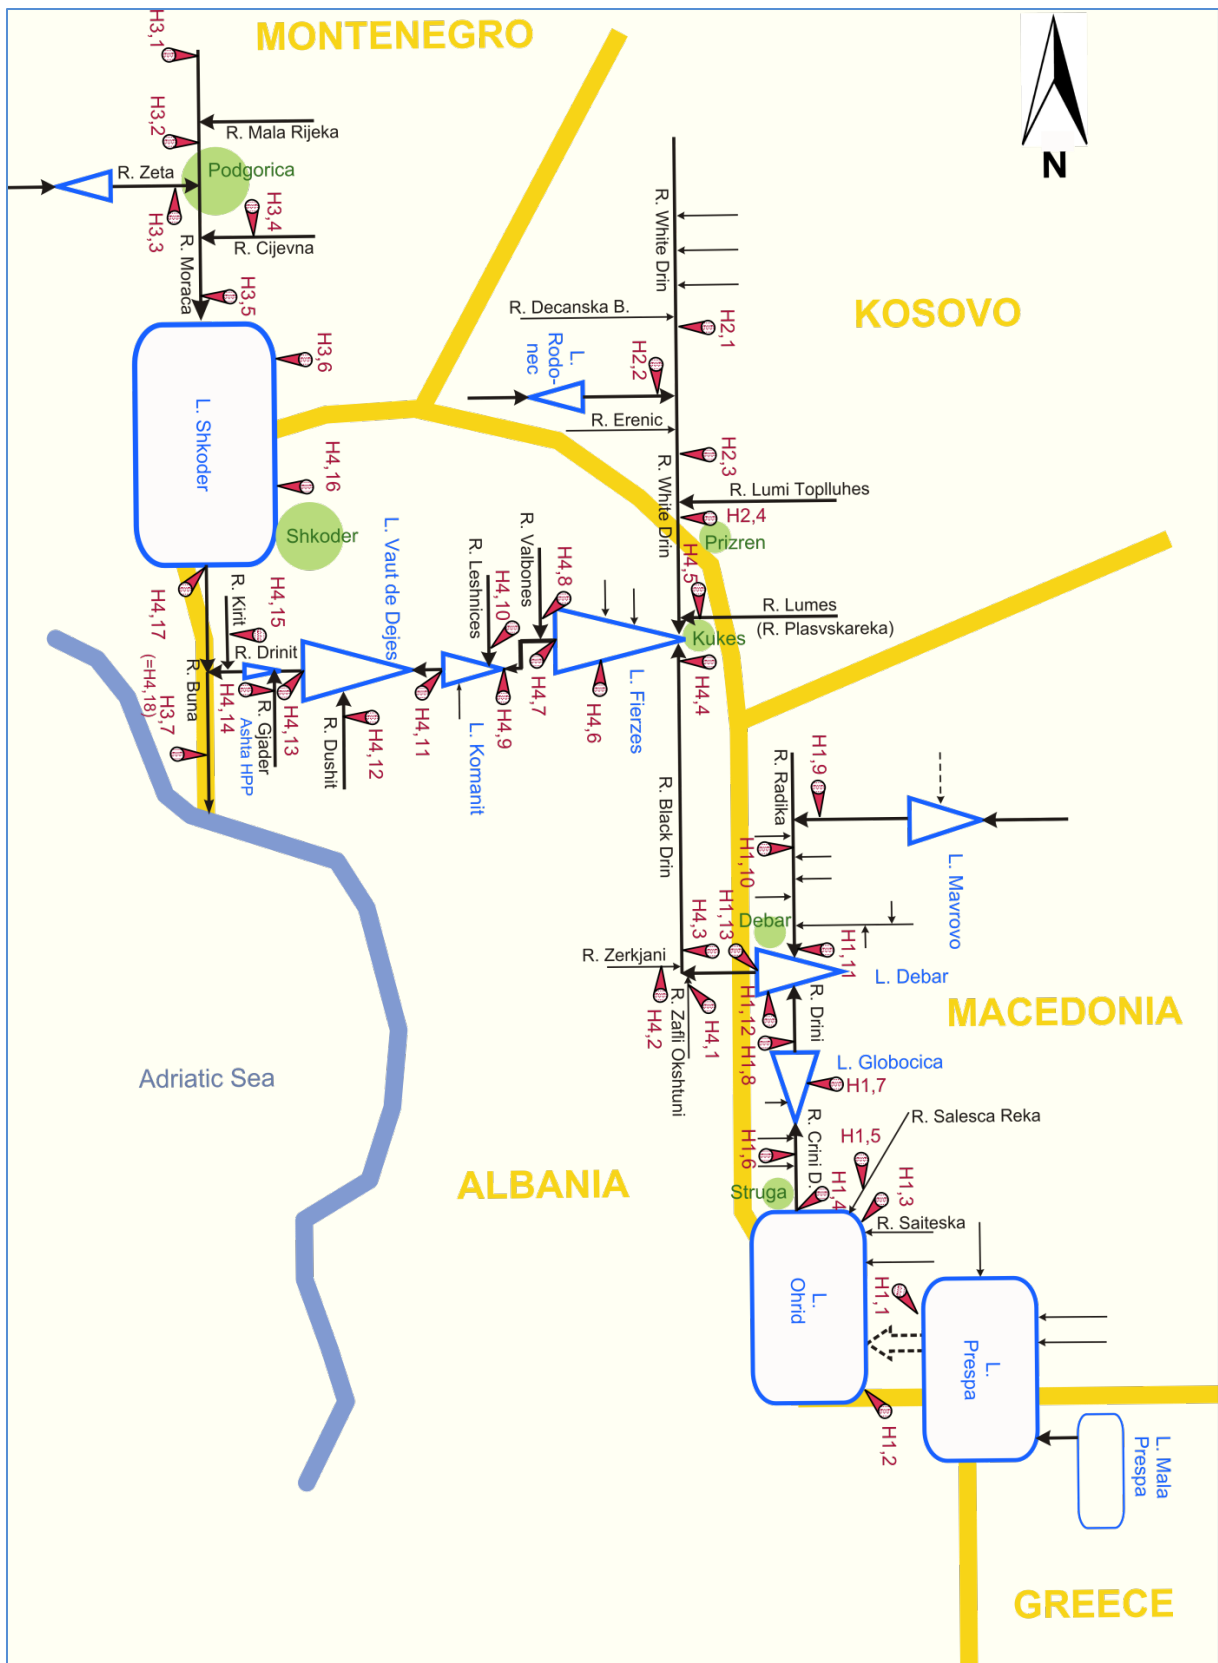 MONTENEGRO
H3,1
R. Mala Rijeka
H3,2
Podgorica
R. Zeta
H3,3
H3,4
R. Cijevna
R. Moraca
H3,5
H3,6
L. Shkoder
H4,16
Shkoder
N
KOSOVO
R. White Drin
R. Decanska B.
H2,1
L.
Rodo-
nec
H2,2
R. Erenic
H2,3
R. White Drin
R. Lumi Toplluhes
H2,4
Prizren
H4,5
R. Lumes
(R. Plasvskareka)
Kukes
H4,4
H4,17
R. Kirit
H4,15
R. Drinit
R. Buna
H3,7
(=H4,18)
H4,14
R. Gjader
Ashta HPP
H4,13
L. Vaut de Dejes
R. Dushit
H4,12
H4,11
R. Leshnices
H4,10
R. Valbones
H4,8
L. Komanit
H4,9
H4,7
H4,6
L. Fierzes
R. Black Drin
R. Radika
H1,9
H1,10
L. Mavrovo
H4,3
H1,13
Debar
H1,11
R. Zerkjani
L. Debar
H4,2
R. Zafli Okshtuni
H4,1
H1,12
R. Drini
MACEDONIA
H1,8
L. Globocica
H1,7
Adriatic Sea
ALBANIA
H1,6
R. Crini D.
H1,5
R. Salesca Reka
Struga
H1,4
H1,3
R. Saiteska
L.
Ohrid
H1,1
L.
Prespa
H1,2
L. Mala
Prespa
GREECE